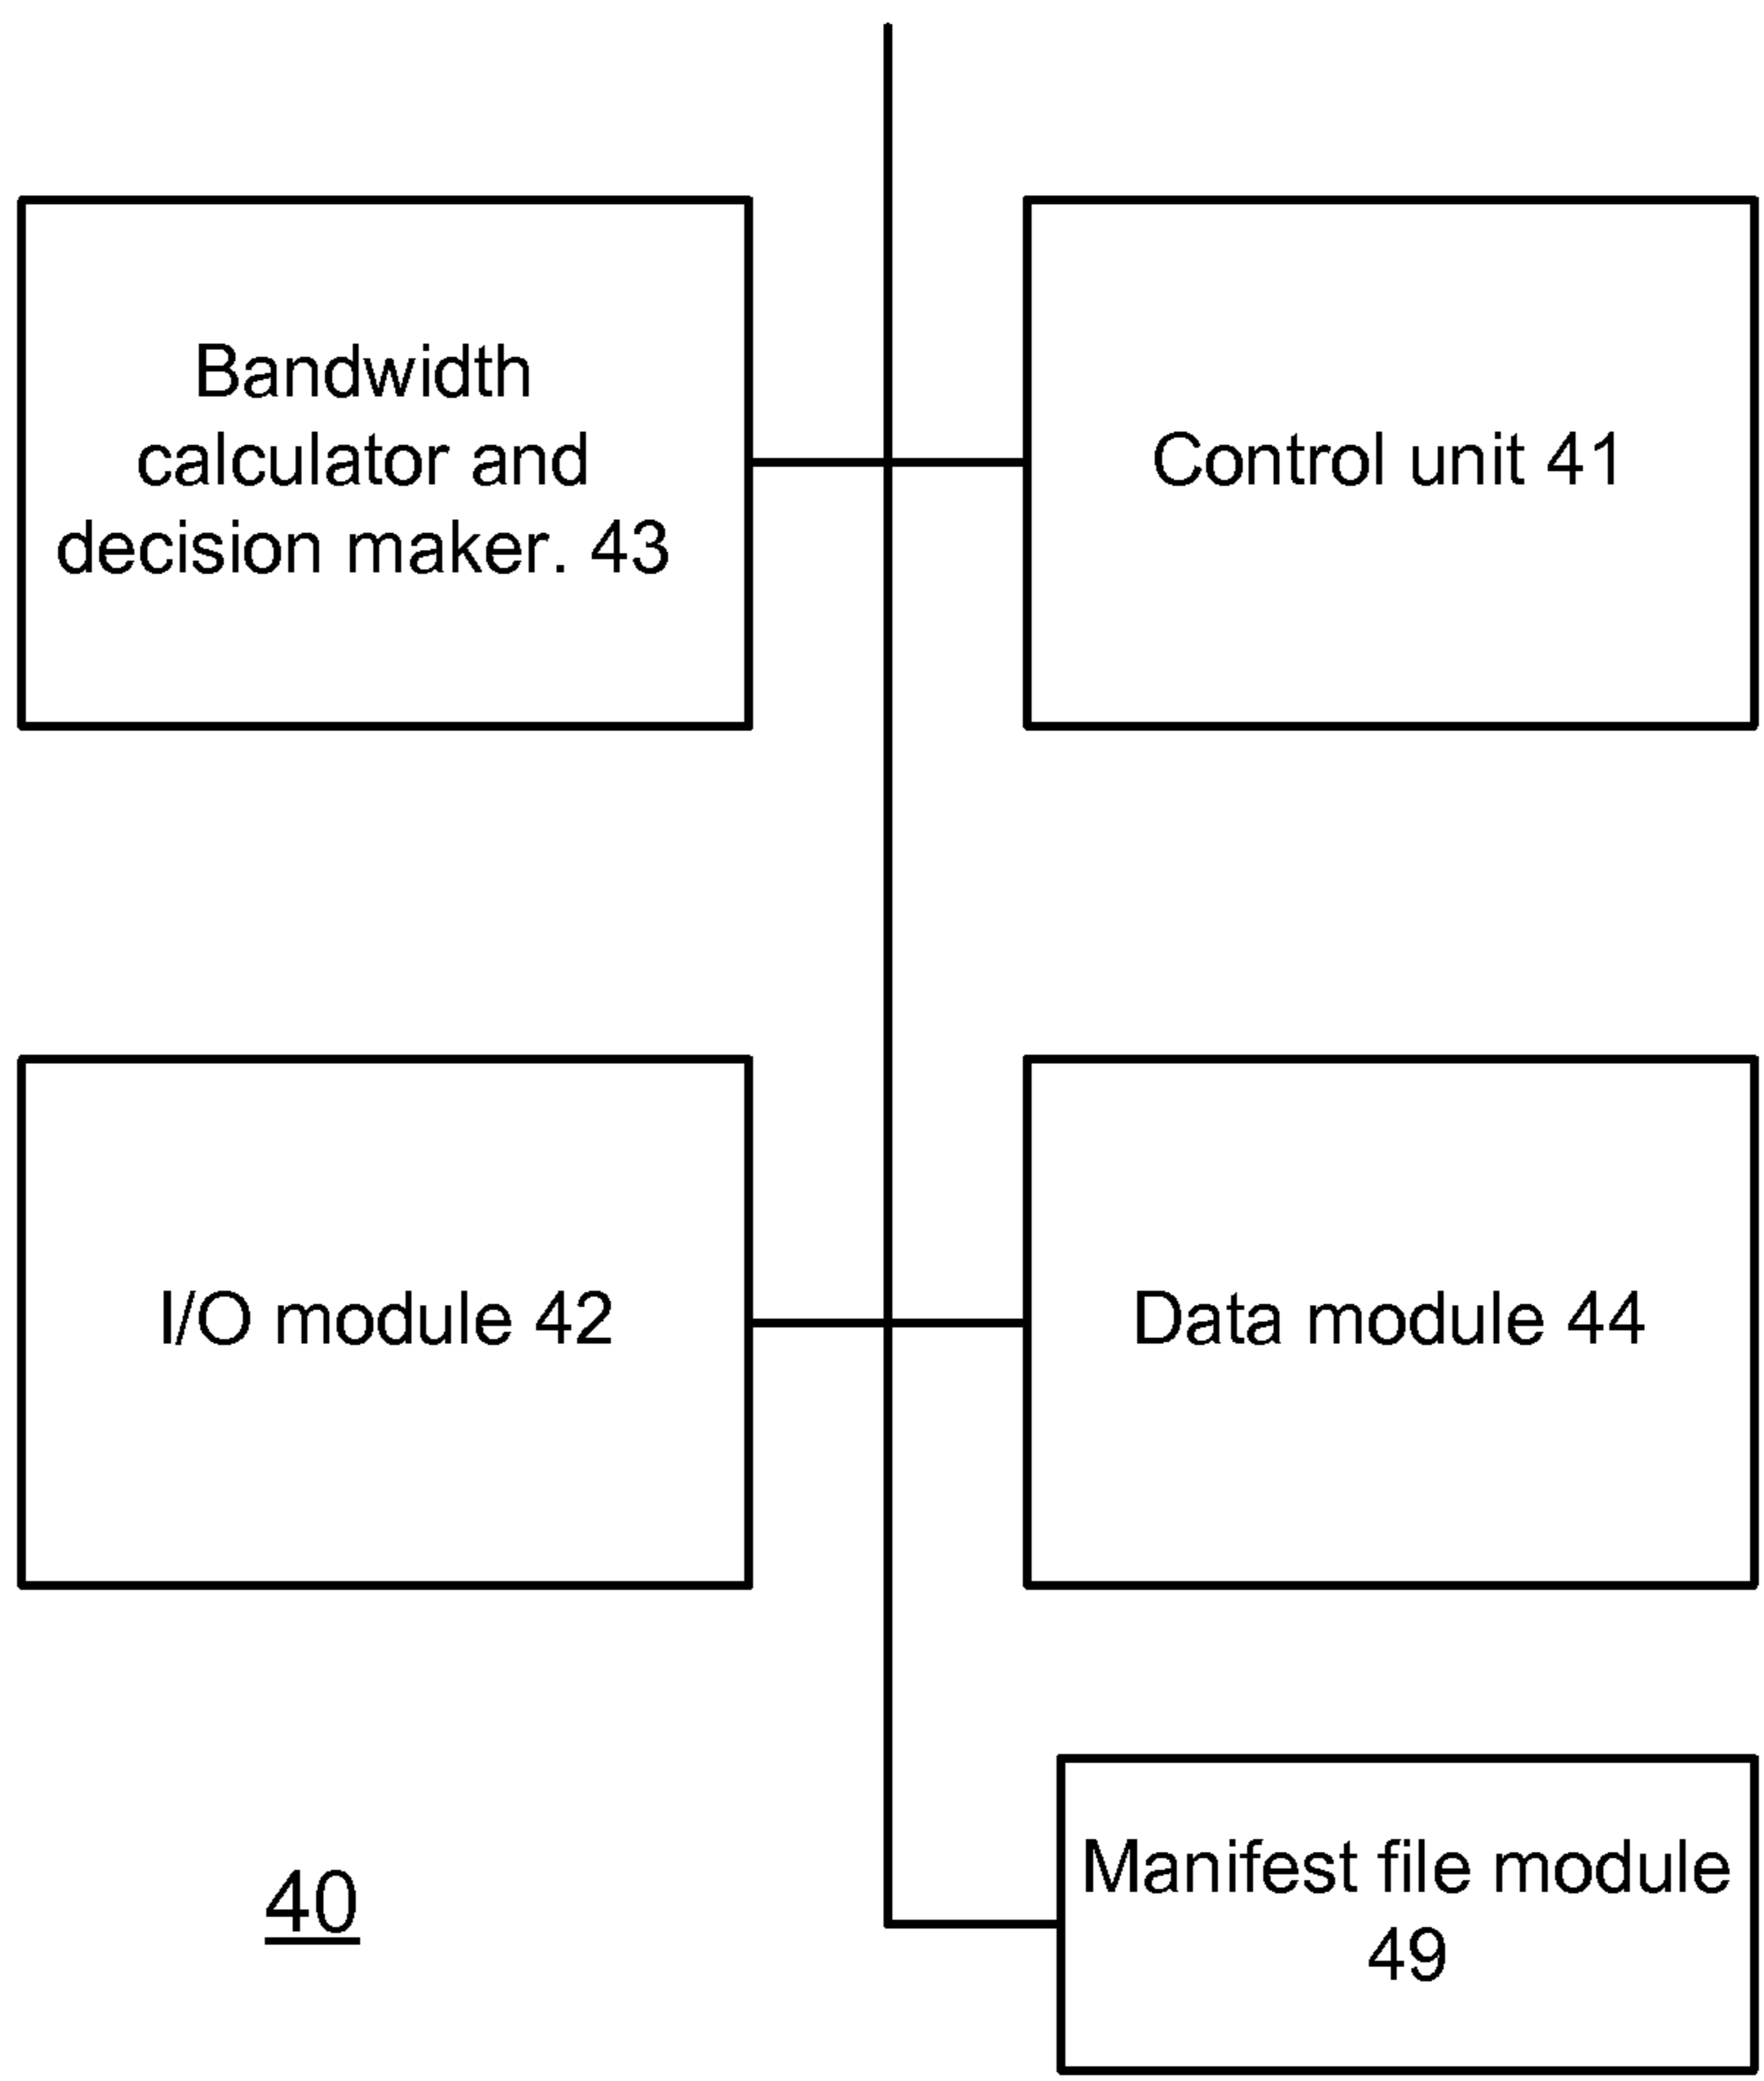 Bandwidth
calculator and
decision maker. 43
Control unit 41
I/O module 42
Data module 44
Manifest file module
49
40